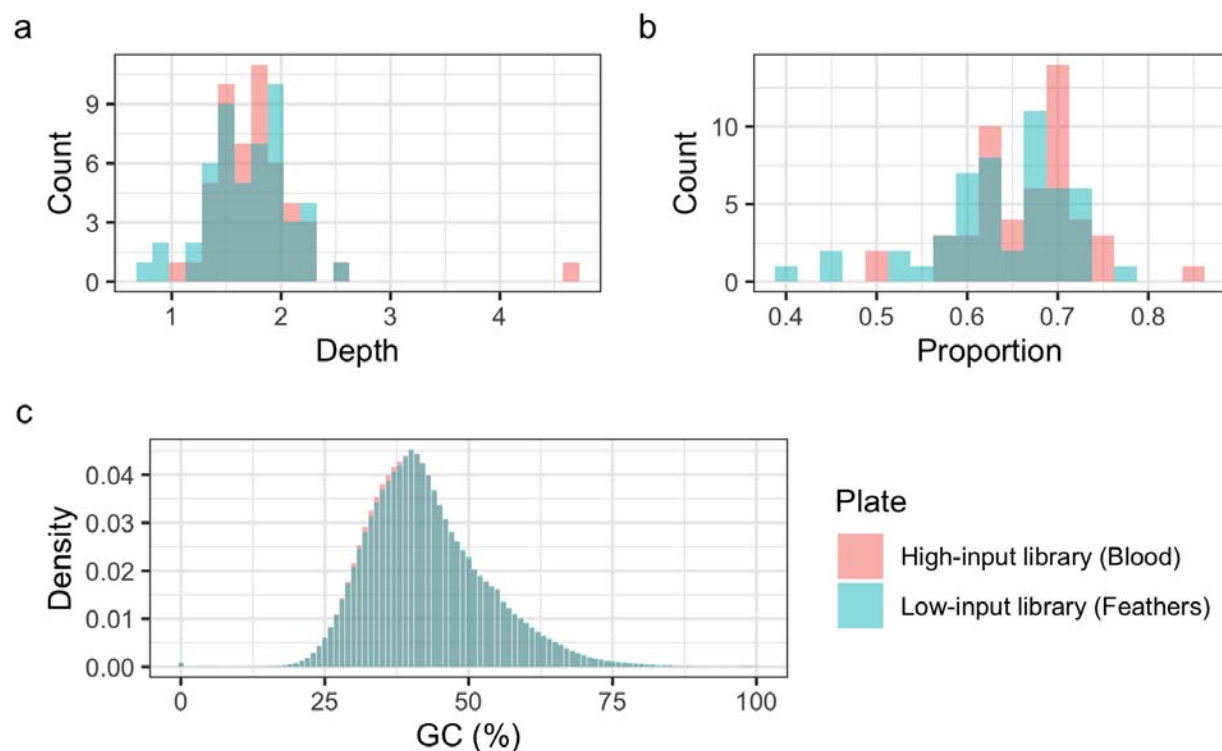 a
9
6
3
0
Count
1 2 3 4
Depth
b
10
5
0
Count
0.4 0.5 0.6 0.7 0.8
Proportion
c
0.04
0.03
0.02
0.01
0.00
Density
0 25 50 75 100
GC (%)
Plate
High-input library (Blood)
Low-input library (Feathers)